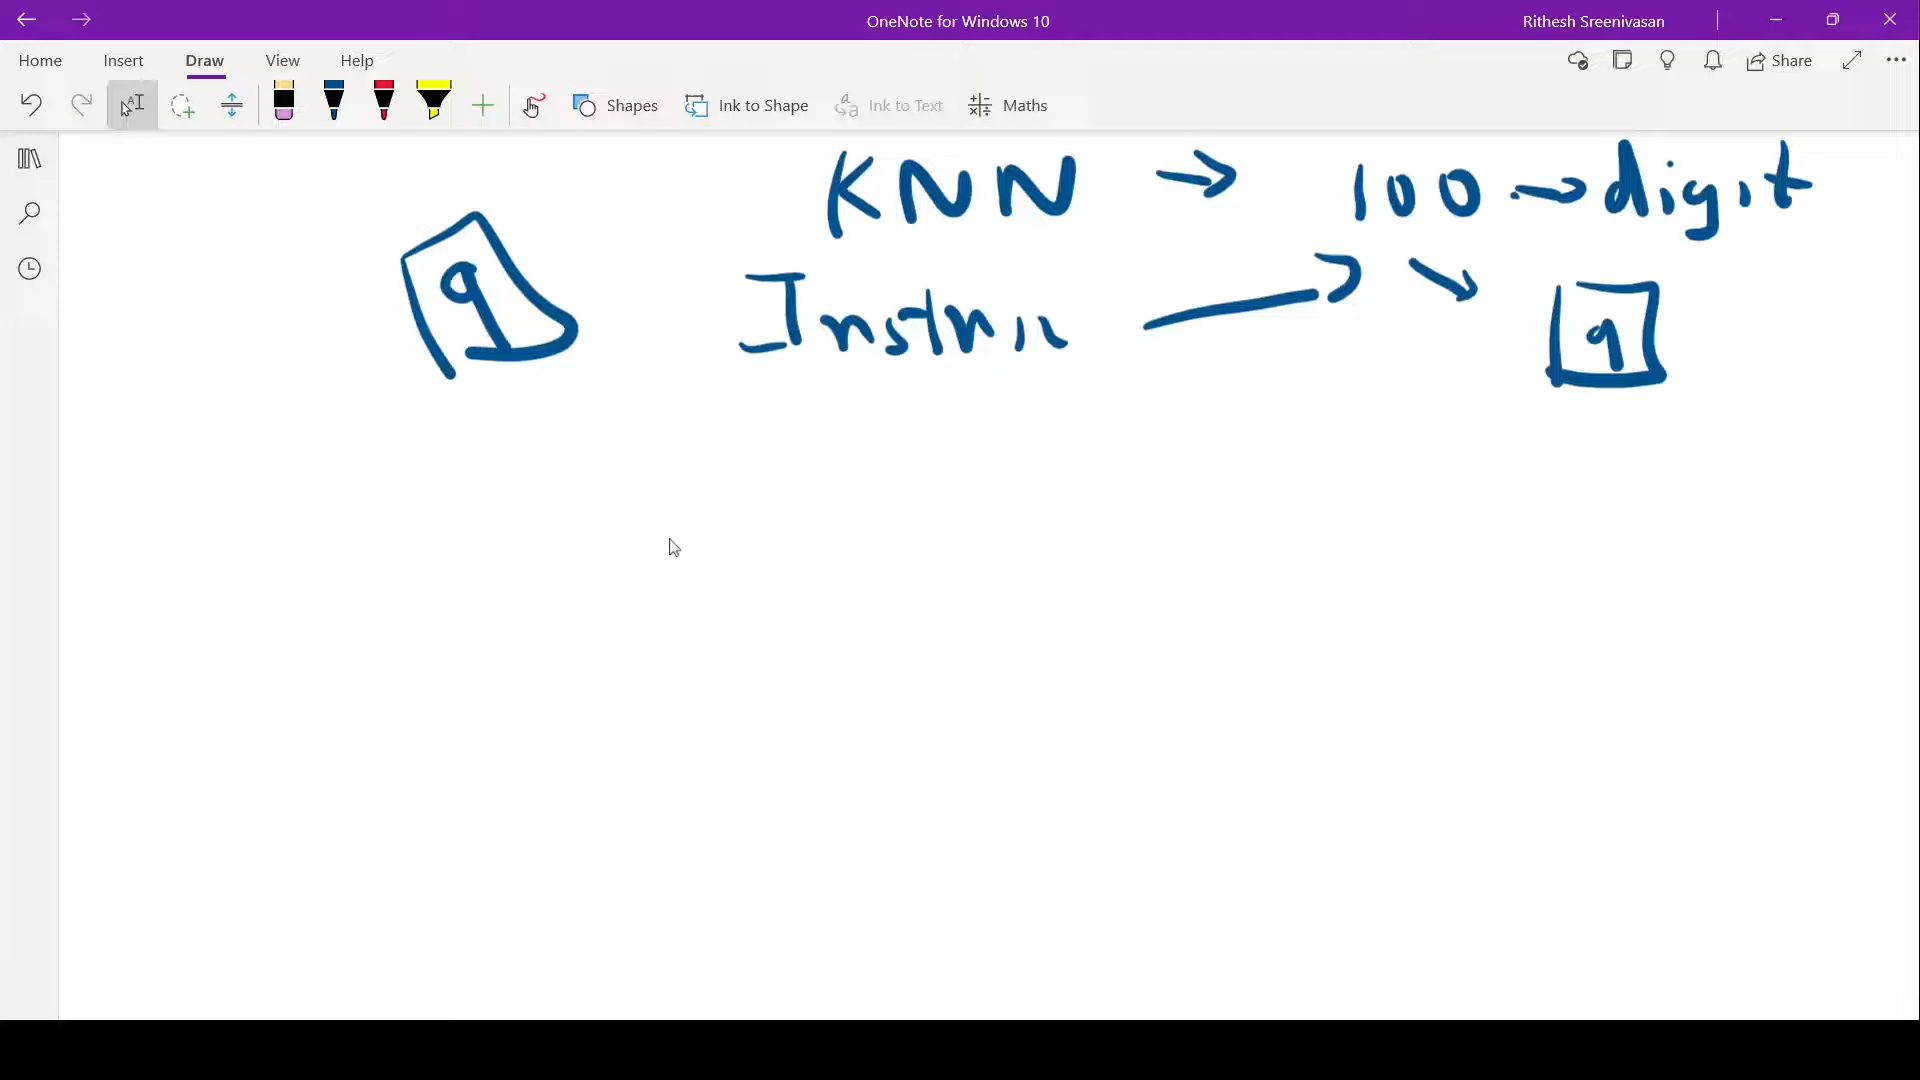 OneNote for Windows 10
Rithesh Sreenivasan
Home Insert Draw View Help
Share
Shapes Ink to Shape Ink to Text Maths
KNN → 100 → digit
9
9